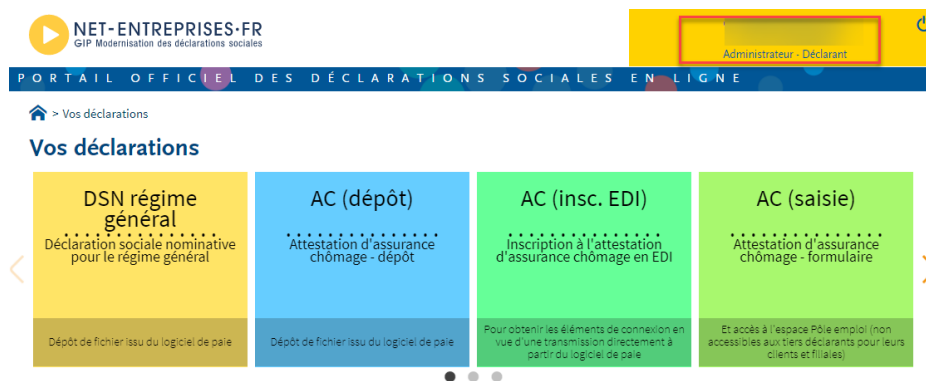 NET-ENTREPRISES·FR
GIP Modernisation des déclarations sociales
Administrateur - Déclarant
PORTAIL OFFICIEL DES DÉCLARATIONS SOCIALES EN LIGNE
> Vos déclarations
Vos déclarations
DSN régime
général
Déclaration sociale nominative
pour le régime général
Dépôt de fichier issu du logiciel de paie
AC (dépôt)
Attestation d'assurance
chômage - dépôt
Dépôt de fichier issu du logiciel de paie
AC (insc. EDI)
Inscription à l'attestation
d'assurance chômage en EDI
Pour obtenir les éléments de connexion en
vue d'une transmission directement à
partir du logiciel de paie
AC (saisie)
Attestation d'assurance
chômage - formulaire
Et accès à l'espace Pôle emploi (non
accessibles aux tiers déclarants pour leurs
clients et filiales)